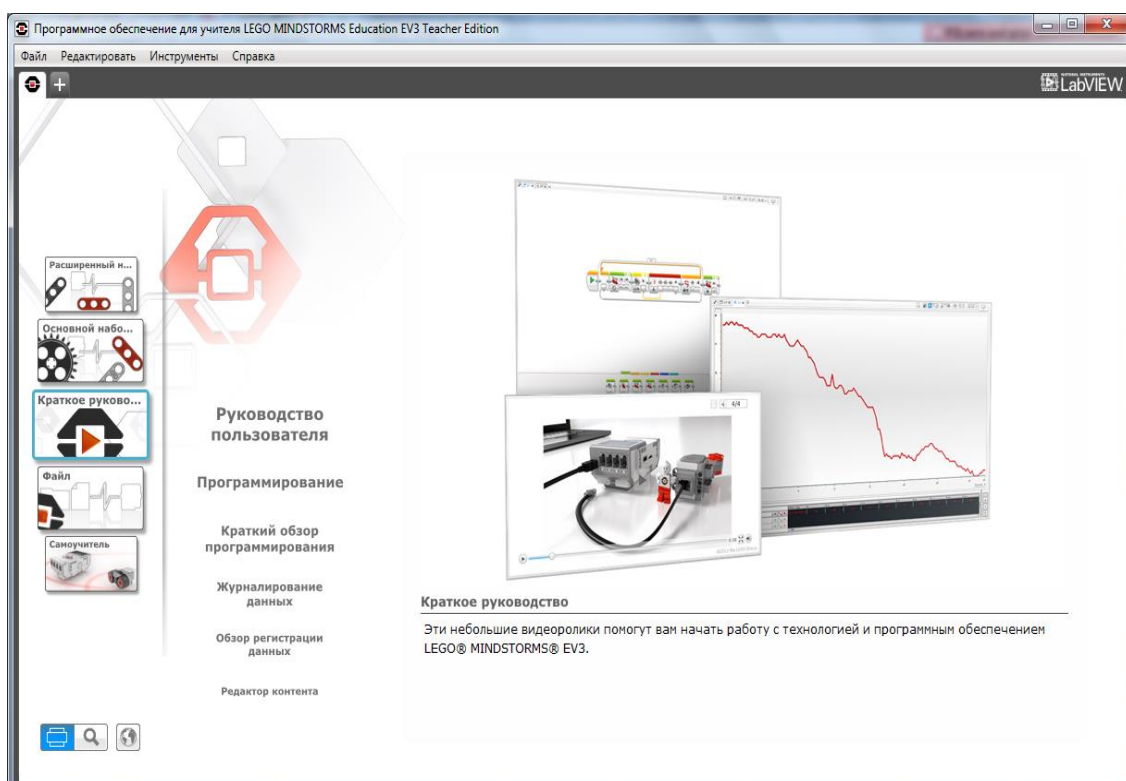 Программное обеспечение для учителя LEGO MINDSTORMS Education EV3 Teacher Edition
Файл Редактировать Инструменты Справка
NATIONAL INSTRUMENTS
LabVIEW
Расширенный н...
Основной набо...
Краткое руково...
Файл
Самоучитель
Руководство
пользователя
Программирование
Краткий обзор
программирования
Журналирование
данных
Обзор регистрации
данных
Редактор контента
4/4
Краткое руководство
Эти небольшие видеоролики помогут вам начать работу с технологией и программным обеспечением
LEGO® MINDSTORMS® EV3.